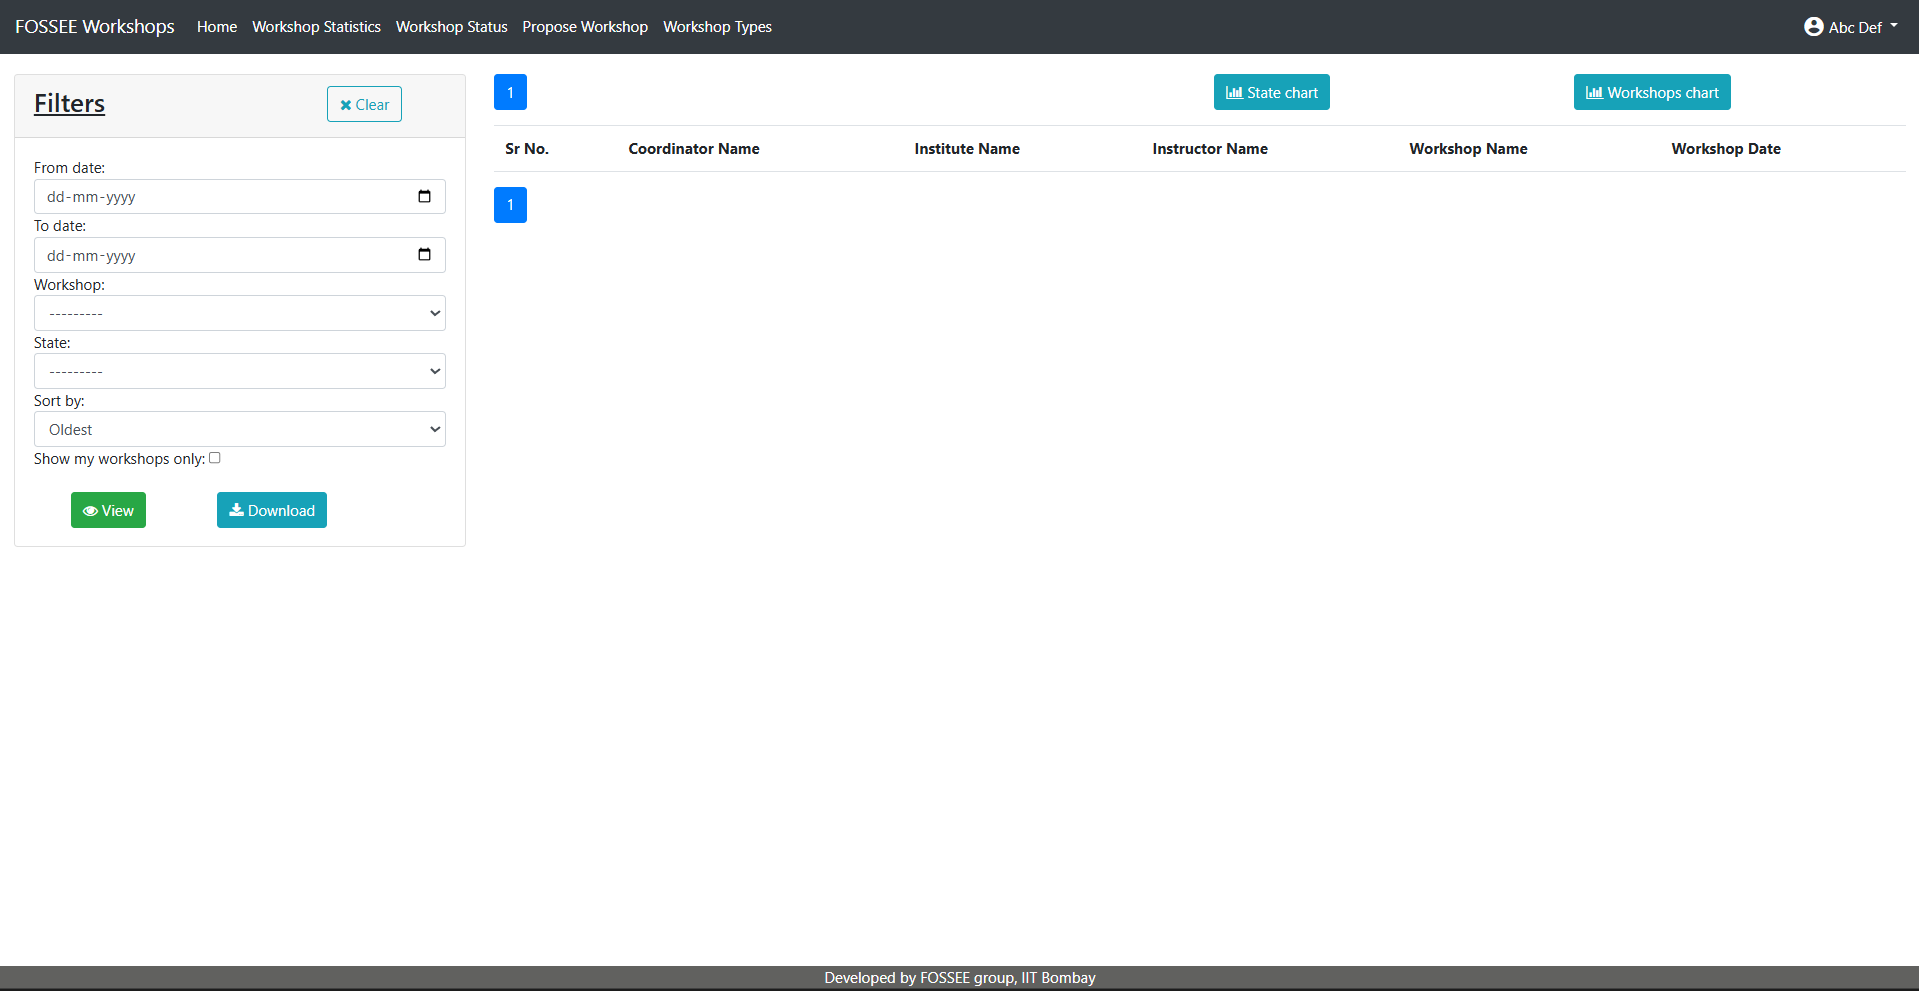 FOSSEE Workshops Home Workshop Statistics Workshop Status Propose Workshop Workshop Types Abc Def
Filters
Clear
From date:
dd-mm-yyyy
To date:
dd-mm-yyyy
Workshop:
---------
State:
---------
Sort by:
Oldest
Show my workshops only:
View Download
1 State chart Workshops chart
Sr No. Coordinator Name Institute Name Instructor Name Workshop Name Workshop Date
1
Developed by FOSSEE group, IIT Bombay